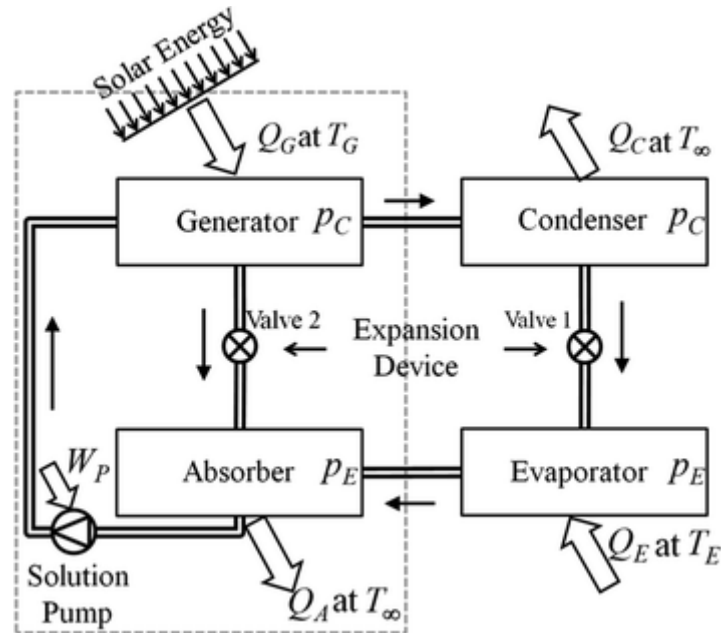 Solar Energy
Q_G at T_G
Q_C at T_∞
Generator p_C
Condenser p_C
Valve 2
Expansion
Device
Valve 1
W_P
Absorber p_E
Evaporator p_E
Solution
Pump
Q_A at T_∞
Q_E at T_E